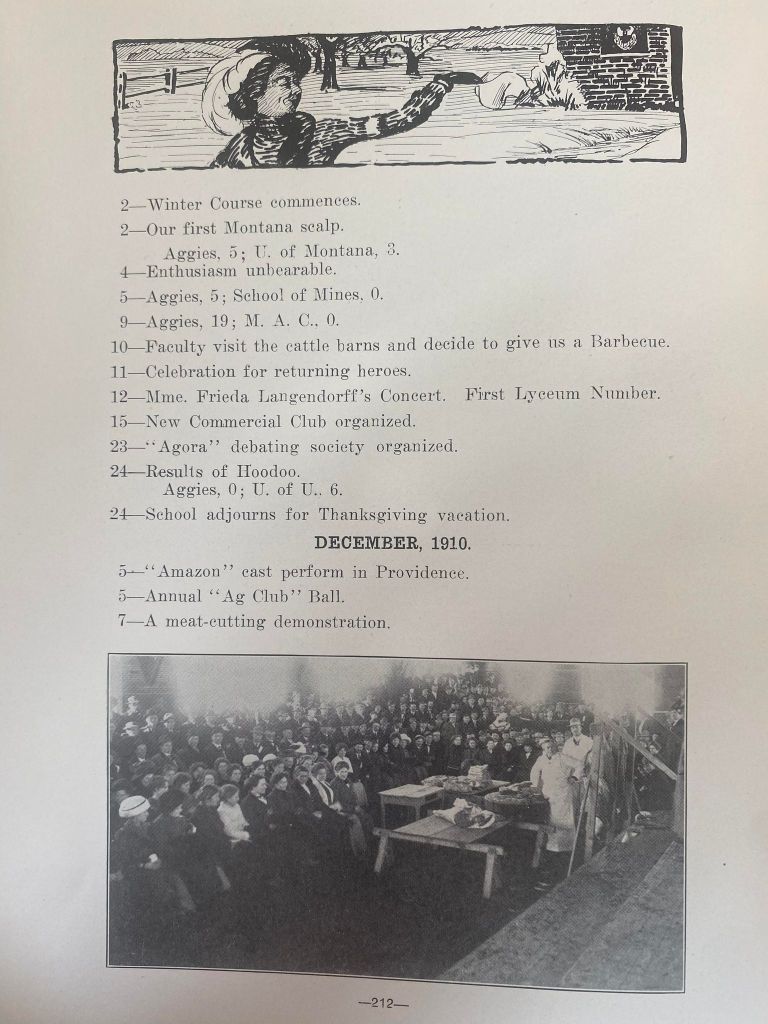 2—Winter Course commences.
2—Our first Montana scalp.
Aggies, 5; U. of Montana, 3.
4—Enthusiasm unbearable.
5—Aggies, 5; School of Mines, 0.
9—Aggies, 19; M. A. C., 0.
10—Faculty visit the cattle barns and decide to give us a Barbecue.
11—Celebration for returning heroes.
12—Mme. Frieda Langendorff's Concert. First Lyceum Number.
15—New Commercial Club organized.
23—"Agora" debating society organized.
24—Results of Hoodoo.
Aggies, 0; U. of U.. 6.
24—School adjourns for Thanksgiving vacation.
DECEMBER, 1910.
5—"Amazon" cast perform in Providence.
5—Annual "Ag Club" Ball.
7—A meat-cutting demonstration.
—212—